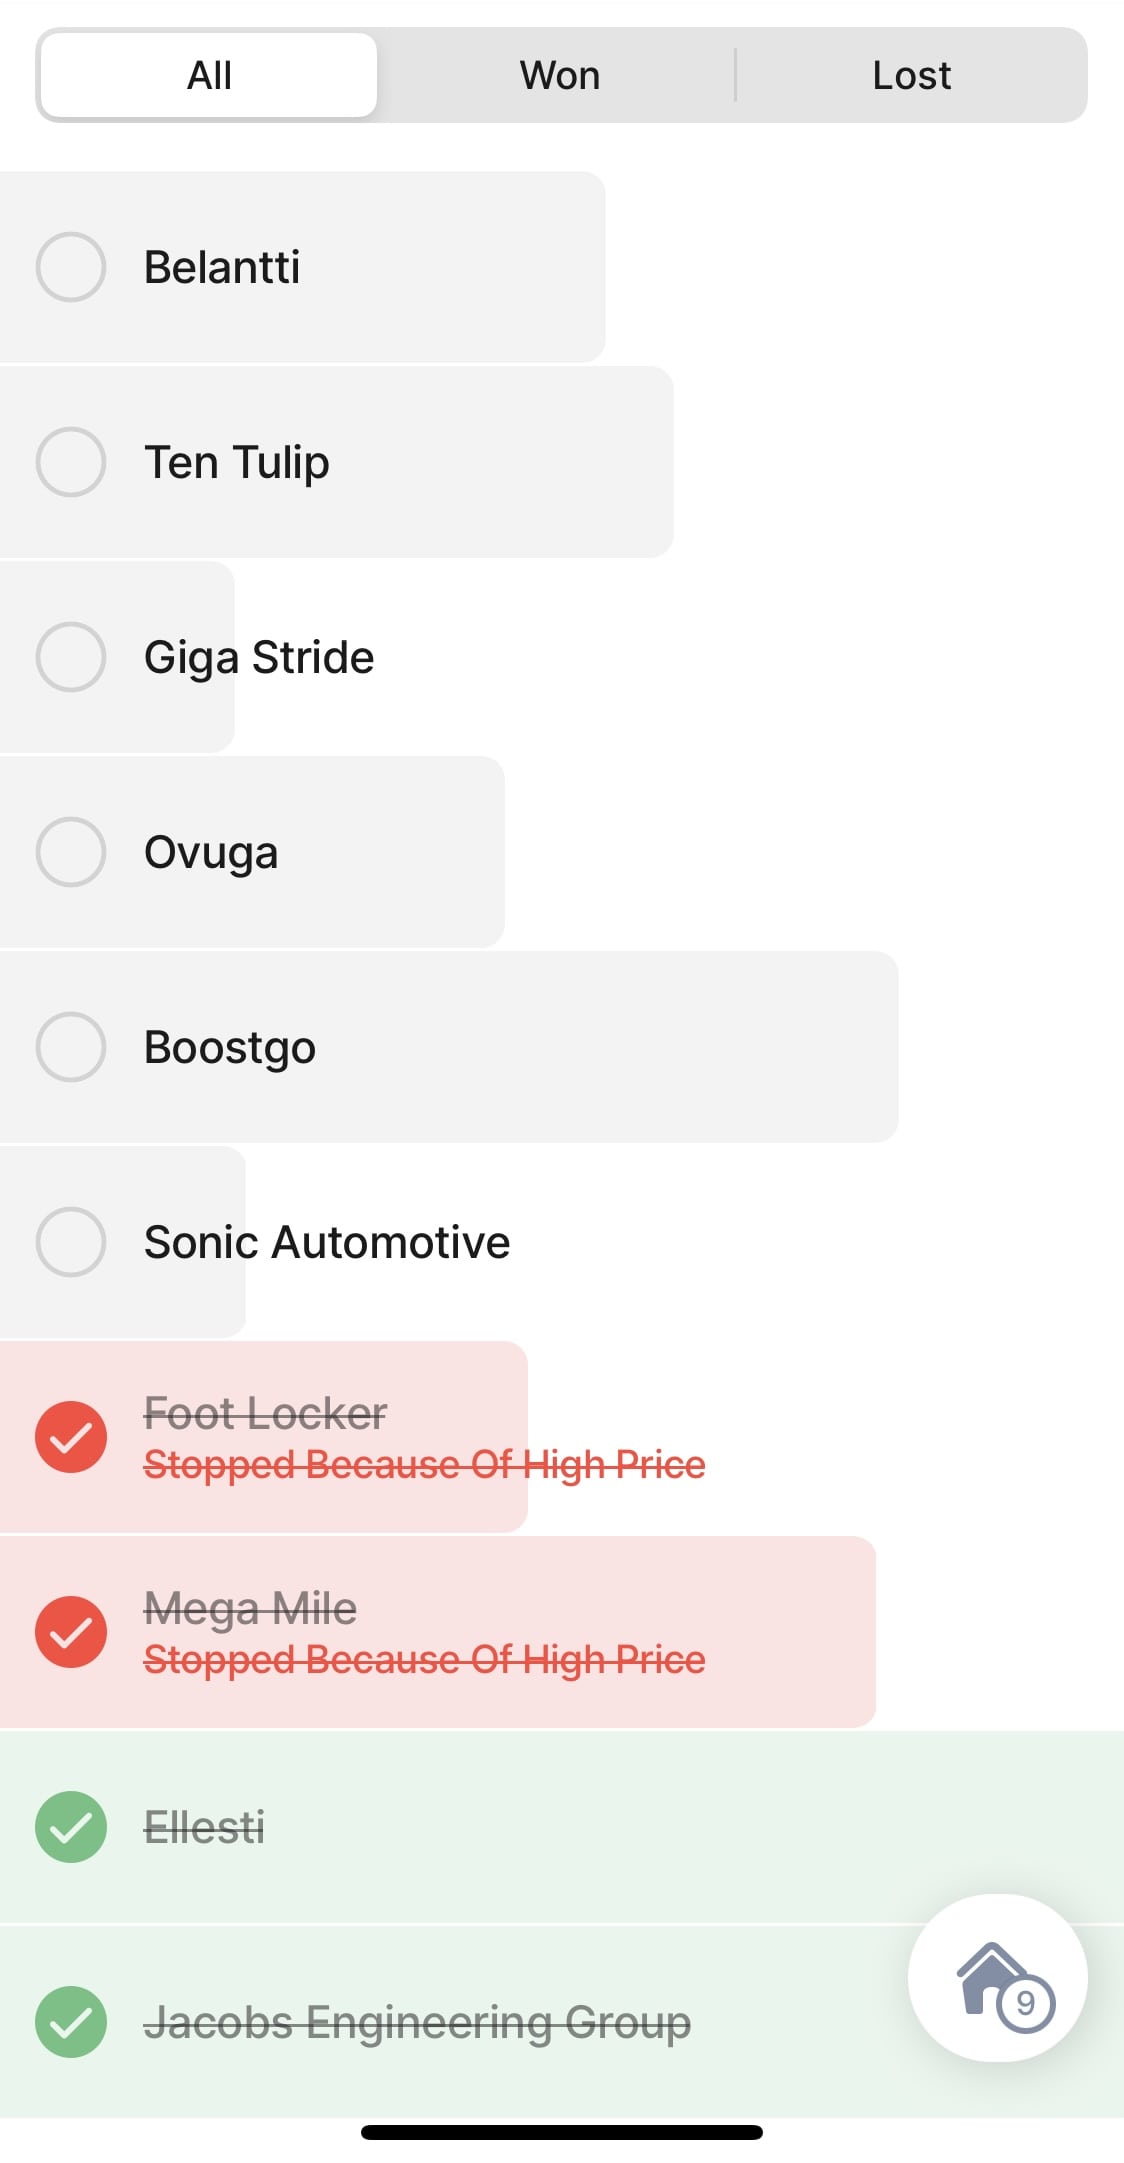 All
Won
Lost
Belantti
Ten Tulip
Giga Stride
Ovuga
Boostgo
Sonic Automotive
Foot Locker
Stopped Because Of High Price
Mega Mile
Stopped Because Of High Price
Ellesti
Jacobs Engineering Group
9